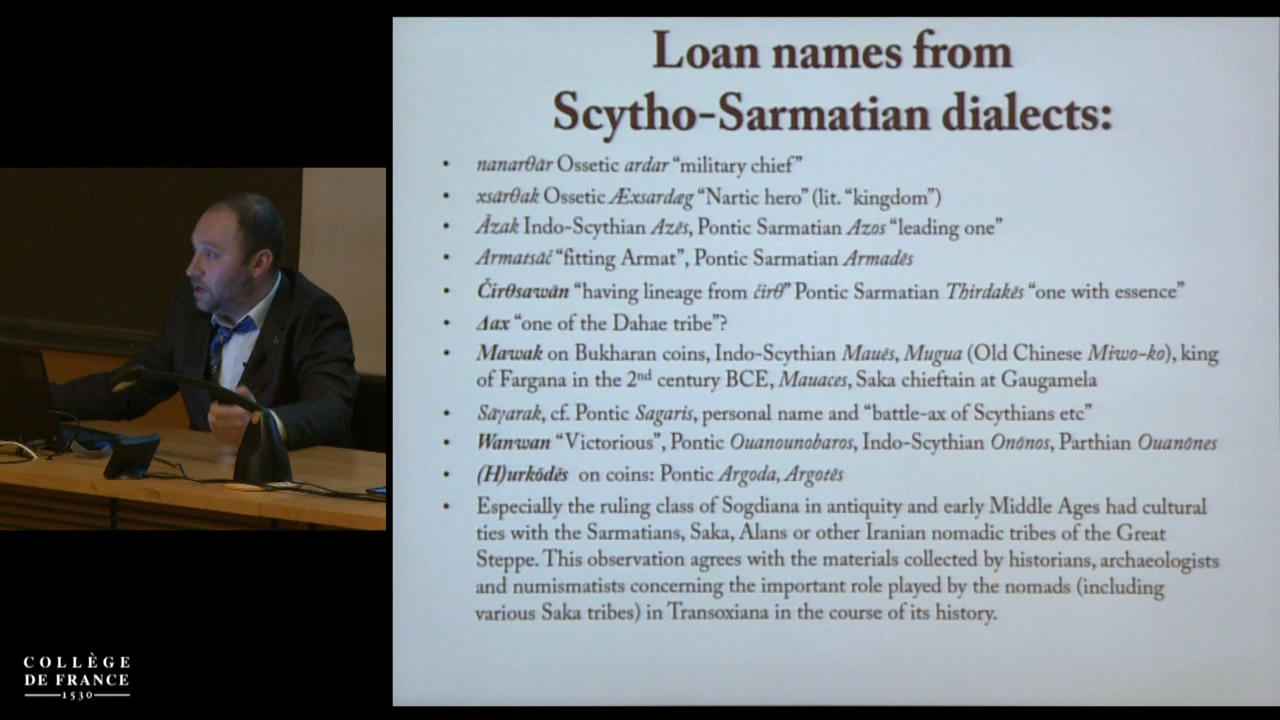 Loan names from
Scytho-Sarmatian dialects:
• nanarθār Ossetic ardar “military chief”
• xsārθak Ossetic Æxsardæg “Nartic hero” (lit. “kingdom”)
• Āzak Indo-Scythian Azēs, Pontic Sarmatian Azos “leading one”
• Armatsāč “fitting Armat”, Pontic Sarmatian Armadēs
• Čirθsawān “having lineage from čirθ” Pontic Sarmatian Thirdakēs “one with essence”
• Δax “one of the Dahae tribe”?
• Mawak on Bukharan coins, Indo-Scythian Mauēs, Mugua (Old Chinese Miwo-ko), king
of Fargana in the 2nd century BCE, Mauaces, Saka chieftain at Gaugamela
• Sāγarak, cf. Pontic Sagaris, personal name and “battle-ax of Scythians etc”
• Wanwan “Victorious”, Pontic Ouanounobaros, Indo-Scythian Onōnos, Parthian Ouanōnes
• (H)urkōdēs on coins: Pontic Argoda, Argotēs
• Especially the ruling class of Sogdiana in antiquity and early Middle Ages had cultural
ties with the Sarmatians, Saka, Alans or other Iranian nomadic tribes of the Great
Steppe. This observation agrees with the materials collected by historians, archaeologists
and numismatists concerning the important role played by the nomads (including
various Saka tribes) in Transoxiana in the course of its history.
COLLÈGE
DE FRANCE
1530